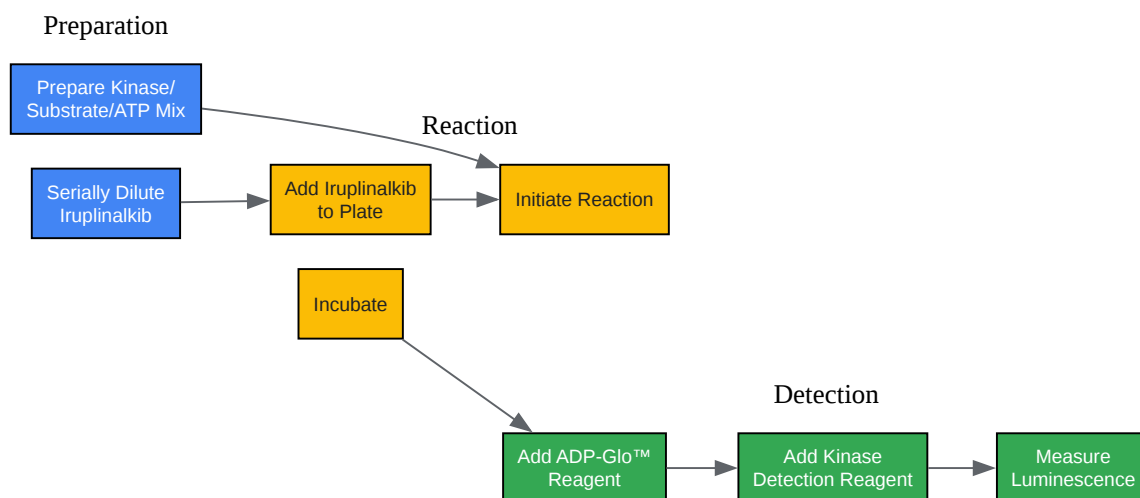 Preparation
Prepare Kinase/
Substrate/ATP Mix
Reaction
Serially Dilute
Iruplinalkib
Add Iruplinalkib
to Plate
Initiate Reaction
Incubate
Detection
Add ADP-Glo™
Reagent
Add Kinase
Detection Reagent
Measure
Luminescence